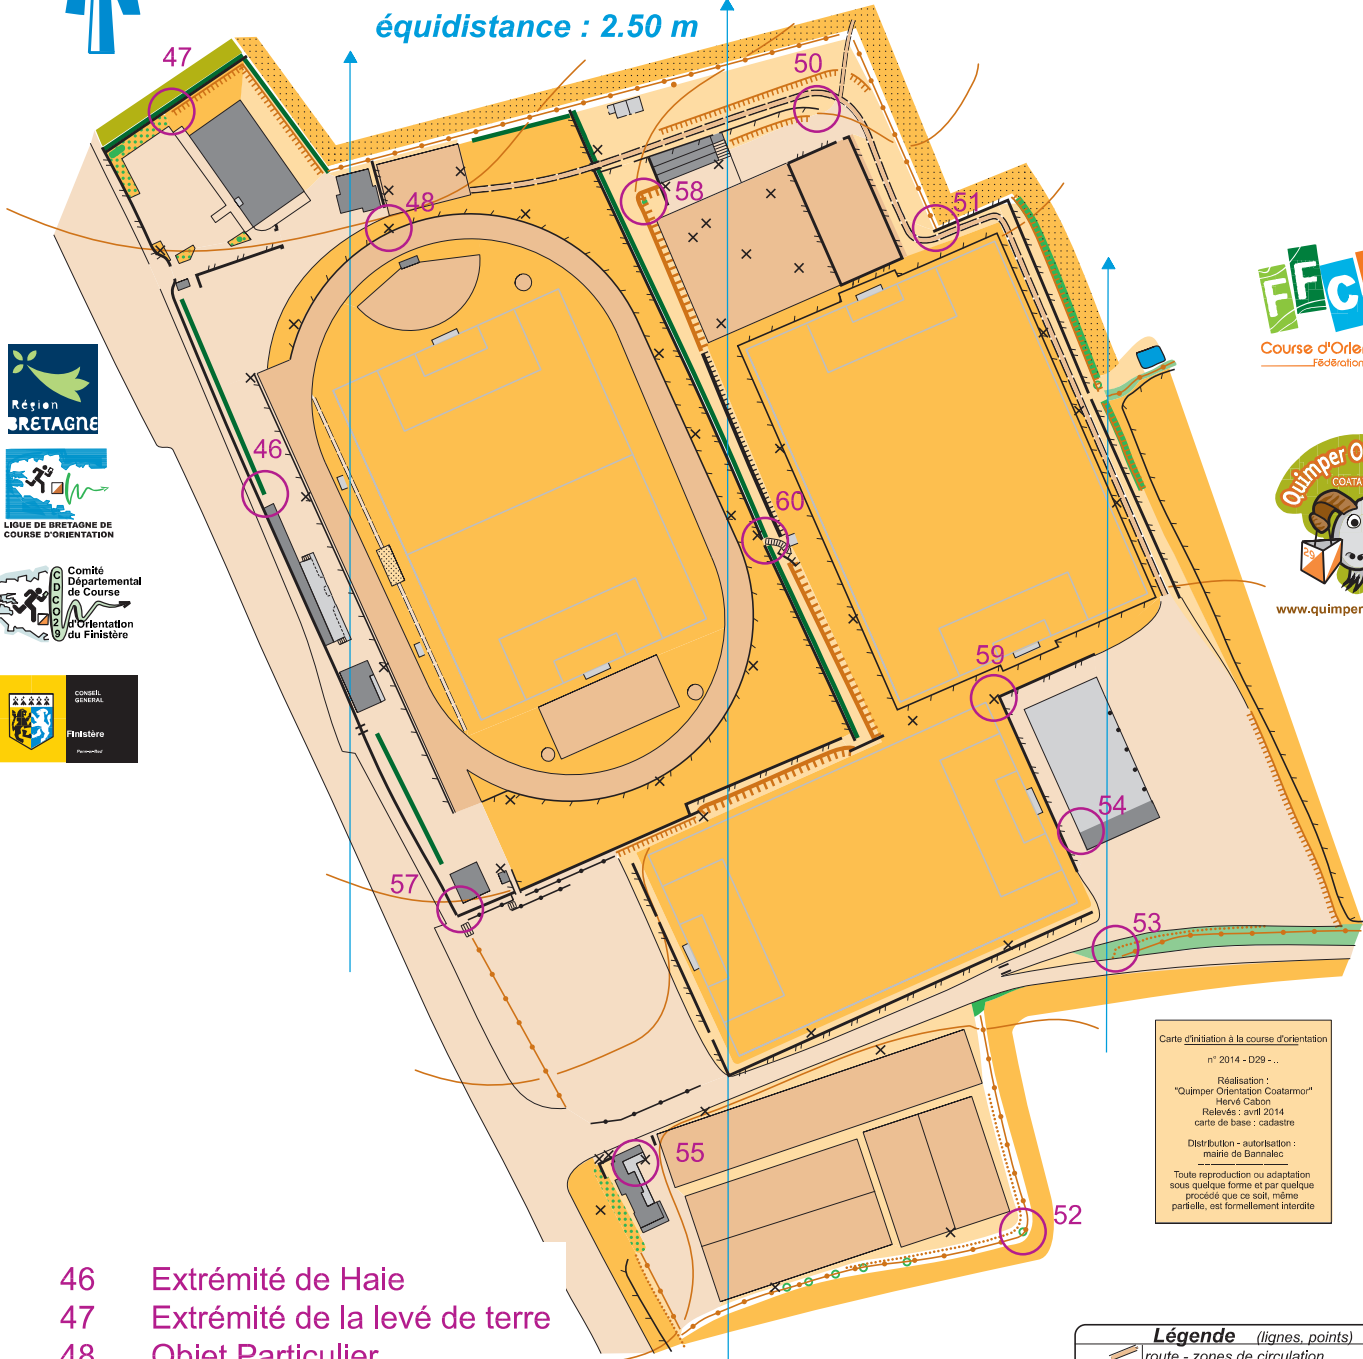 équidistance : 2.50 m
47
50
48
58
51
46
60
59
54
57
53
55
52
Région
BRETAGNE
LIGUE DE BRETAGNE DE
COURSE D'ORIENTATION
CDCO29
Comité
Départemental
de Course
d'Orientation
du Finistère
CONSEIL
GENERAL
Finistère
FFC
Course d'Orie
Fédération
Quimper O
COATA
29
www.quimper
Carte d'initiation à la course d'orientation
n° 2014 - D29 - ..
Réalisation :
"Quimper Orientation Coatarmor"
Hervé Cabon
Relevés : avril 2014
carte de base : cadastre
Distribution - autorisation :
mairie de Bannalec
Toute reproduction ou adaptation
sous quelque forme et par quelque
procédé que ce soit, même
partielle, est formellement interdite
46 Extrémité de Haie
47 Extrémité de la levé de terre
48 Objet Particulier
Légende (lignes, points)
route - zones de circulation